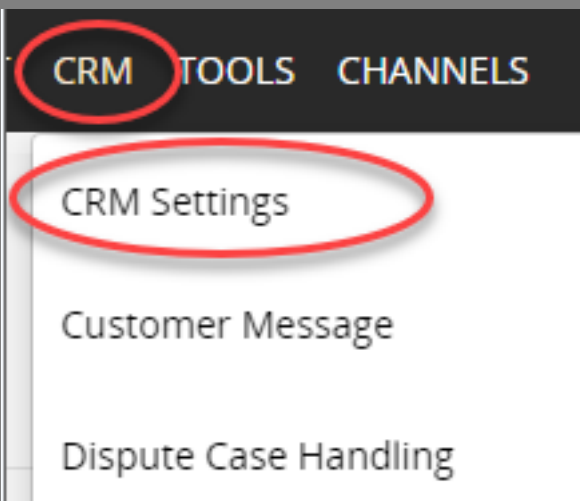 CRM TOOLS CHANNELS
CRM Settings
Customer Message
Dispute Case Handling